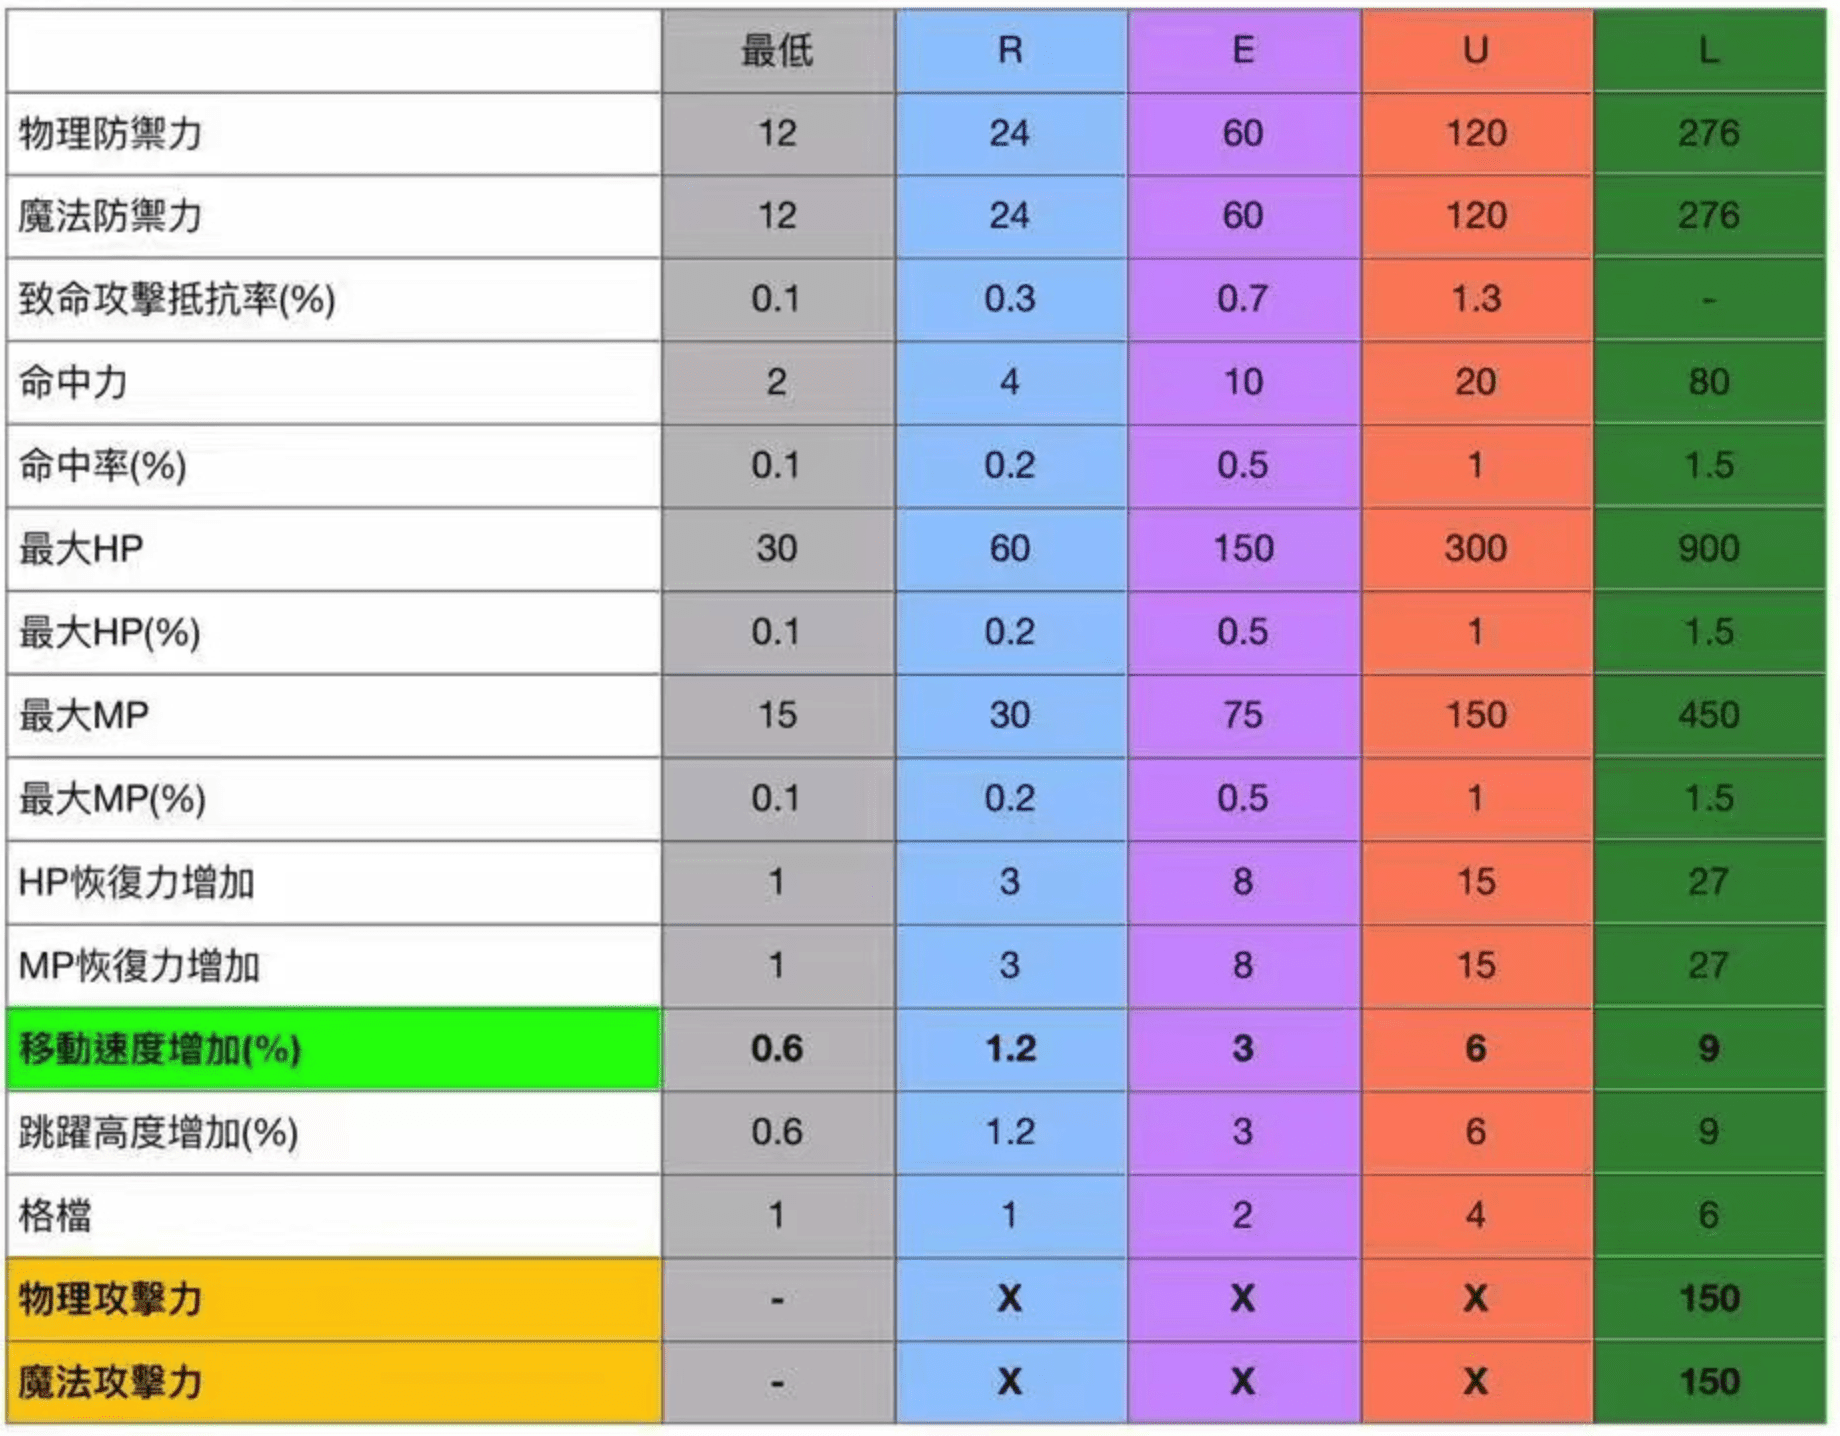 最低 R E U L
物理防禦力 12 24 60 120 276
魔法防禦力 12 24 60 120 276
致命攻擊抵抗率(%) 0.1 0.3 0.7 1.3 -
命中力 2 4 10 20 80
命中率(%) 0.1 0.2 0.5 1 1.5
最大HP 30 60 150 300 900
最大HP(%) 0.1 0.2 0.5 1 1.5
最大MP 15 30 75 150 450
最大MP(%) 0.1 0.2 0.5 1 1.5
HP恢復力增加 1 3 8 15 27
MP恢復力增加 1 3 8 15 27
移動速度增加(%) 0.6 1.2 3 6 9
跳躍高度增加(%) 0.6 1.2 3 6 9
格檔 1 1 2 4 6
物理攻擊力 - X X X 150
魔法攻擊力 - X X X 150